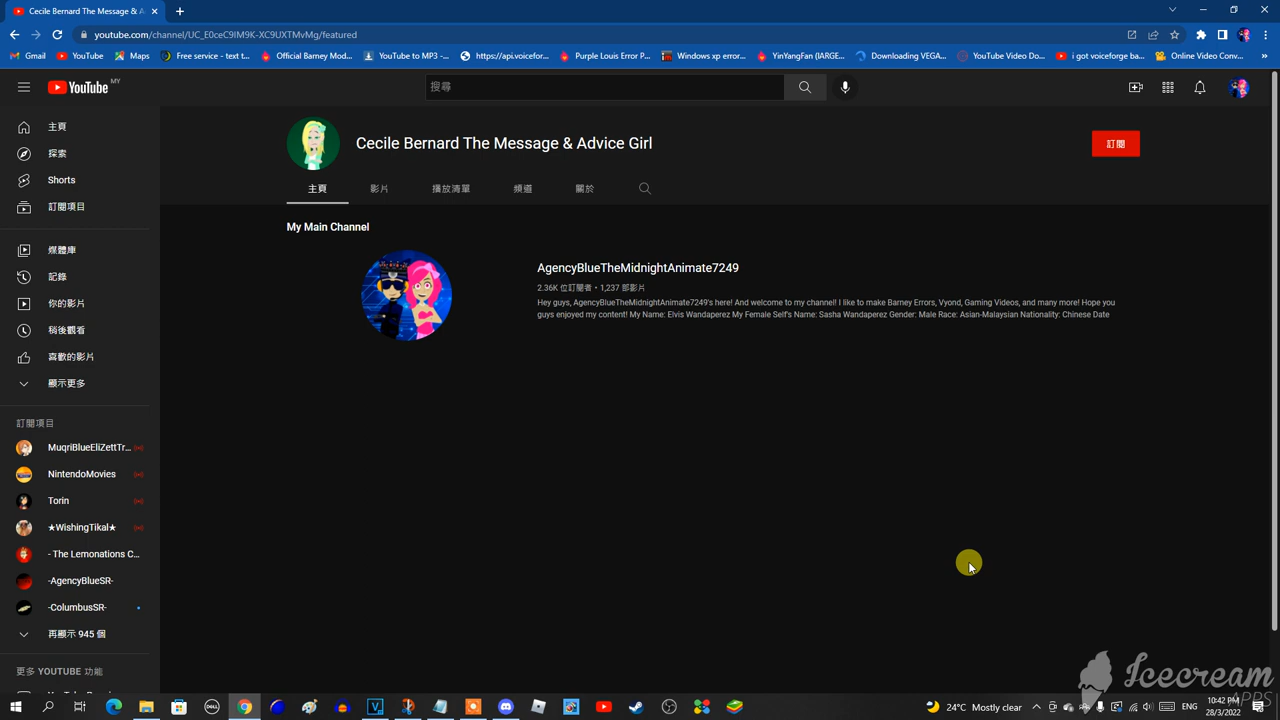 Cecile Bernard The Message & A
youtube.com/channel/UC_E0ceC9IM9K-XC9UXTMvMg/featured
Gmail
YouTube
Maps
Free service - text t...
Official Barney Mod...
YouTube to MP3 -...
https://api.voicefor...
Purple Louis Error P...
Windows xp error...
YinYangFan (lARGE...
Downloading VEGA...
YouTube Video Do...
i got voiceforge ba...
Online Video Conv...
»
YouTube MY
搜尋
主頁
探索
Shorts
訂閱項目
媒體庫
記錄
你的影片
稍後觀看
喜歡的影片
顯示更多
訂閱項目
MuqriBlueEliZettTr...
NintendoMovies
Torin
★WishingTikal★
- The Lemonations C...
-AgencyBlueSR-
-ColumbusSR-
再顯示 945 個
更多 YOUTUBE 功能
Cecile Bernard The Message & Advice Girl
訂閱
主頁
影片
播放清單
頻道
關於
My Main Channel
AgencyBlueTheMidnightAnimate7249
2.36K 位訂閱者 • 1,237 部影片
Hey guys, AgencyBlueTheMidnightAnimate7249's here! And welcome to my channel! I like to make Barney Errors, Vyond, Gaming Videos, and many more! Hope you
guys enjoyed my content! My Name: Elvis Wandaperez My Female Self's Name: Sasha Wandaperez Gender: Male Race: Asian-Malaysian Nationality: Chinese Date
Icecream
APPS
24°C Mostly clear
ENG
10:42 PM
28/3/2022